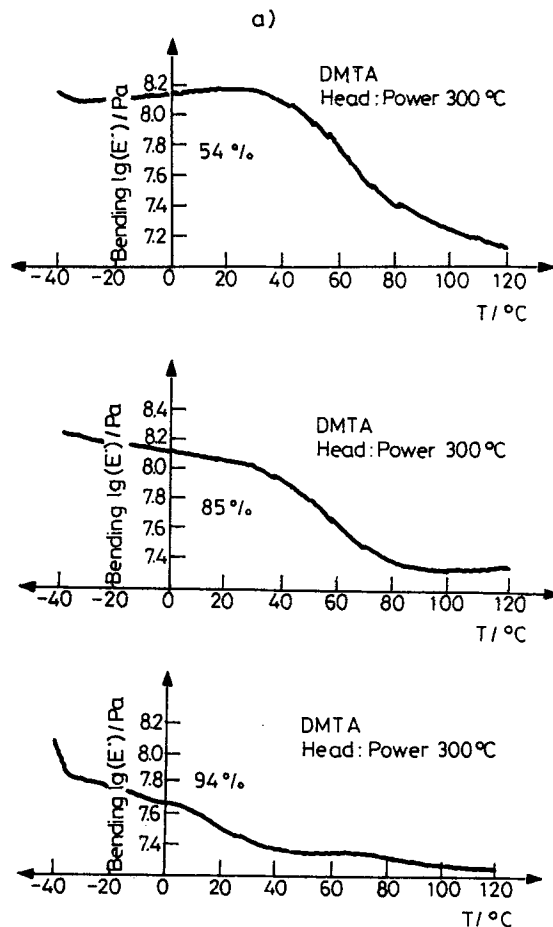 a)
DMTA
Head: Power 300 °C
Bending lg(E')/Pa
8.2
8.0
7.8
7.6
7.4
7.2
54 %
-40 -20 0 20 40 60 80 100 120
T/ °C
DMTA
Head: Power 300 °C
Bending lg(E')/Pa
8.4
8.2
8.0
7.8
7.6
7.4
85 %
-40 -20 0 20 40 60 80 100 120
T/ °C
DMTA
Head: Power 300 °C
Bending lg(E')/Pa
8.2
8.0
7.8
7.6
7.4
94 %
-40 -20 0 20 40 60 80 100 120
T/ °C